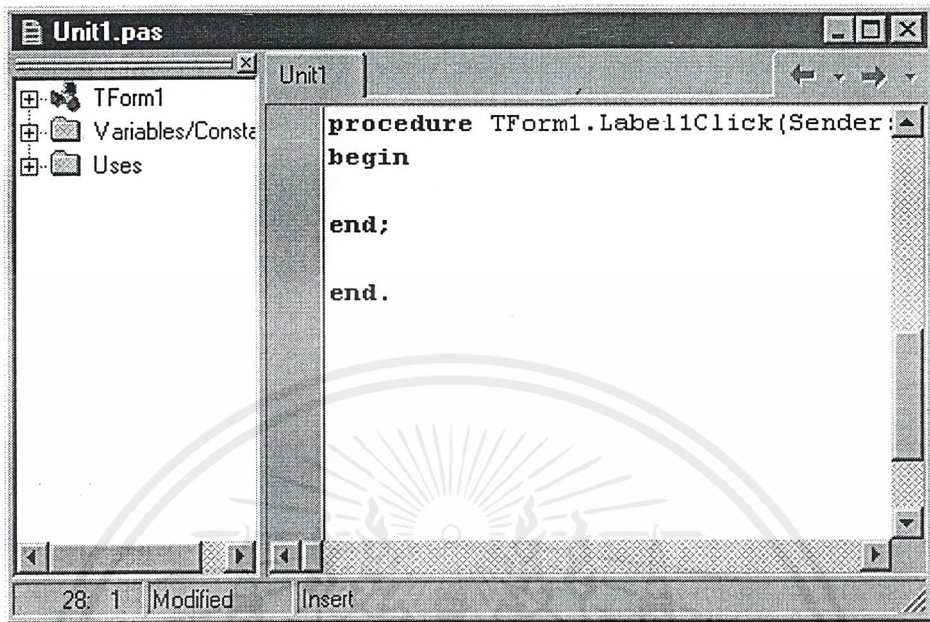 Unit1.pas
TForm1
Variables/Consta
Uses
Unit1
procedure TForm1.Label1Click(Sender:
begin
end;
end.
28: 1
Modified
Insert